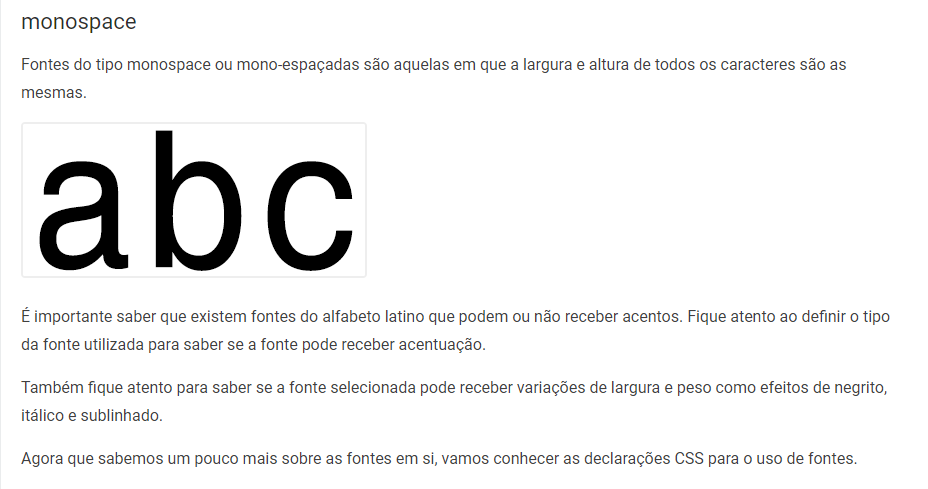 monospace
Fontes do tipo monospace ou mono-espaçadas são aquelas em que a largura e altura de todos os caracteres são as
mesmas.
abc
É importante saber que existem fontes do alfabeto latino que podem ou não receber acentos. Fique atento ao definir o tipo
da fonte utilizada para saber se a fonte pode receber acentuação.
Também fique atento para saber se a fonte selecionada pode receber variações de largura e peso como efeitos de negrito,
itálico e sublinhado.
Agora que sabemos um pouco mais sobre as fontes em si, vamos conhecer as declarações CSS para o uso de fontes.